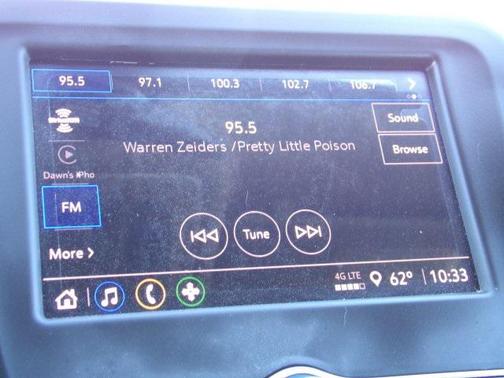 95.5 97.1 100.3 102.7 106.7 >
95.5
Warren Zeiders /Pretty Little Poison
Sound
Browse
Dawn's iPho
FM
Tune
More >
4G LTE
62° 10:33